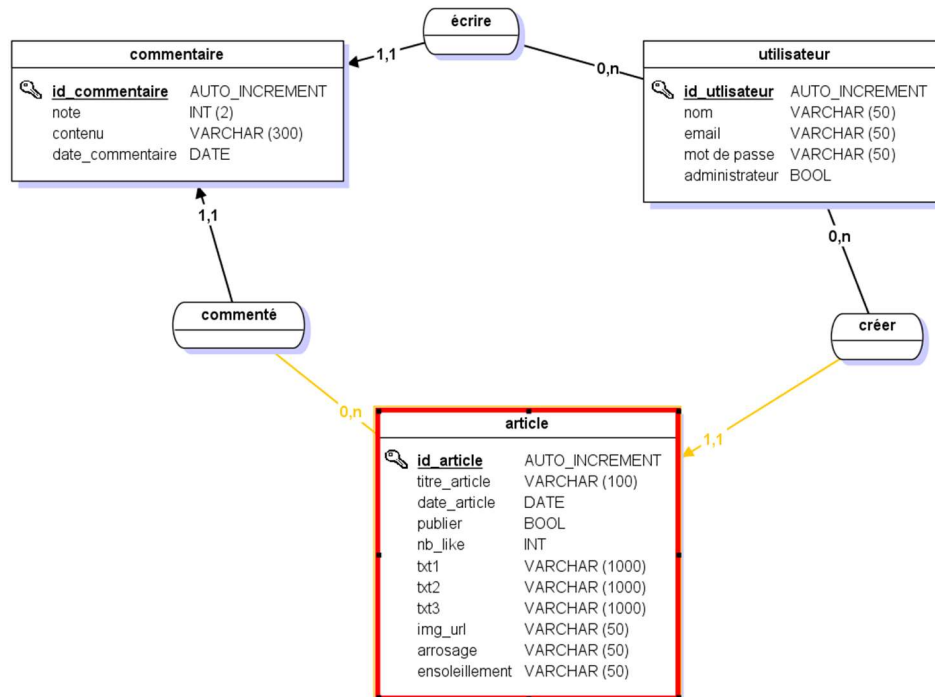 écrire
commentaire
id_commentaire AUTO_INCREMENT
note INT (2)
contenu VARCHAR (300)
date_commentaire DATE
1,1
0,n
utilisateur
id_utlisateur AUTO_INCREMENT
nom VARCHAR (50)
email VARCHAR (50)
mot de passe VARCHAR (50)
administrateur BOOL
1,1
0,n
commenté
créer
0,n
1,1
article
id_article AUTO_INCREMENT
titre_article VARCHAR (100)
date_article DATE
publier BOOL
nb_like INT
txt1 VARCHAR (1000)
txt2 VARCHAR (1000)
txt3 VARCHAR (1000)
img_url VARCHAR (50)
arrosage VARCHAR (50)
ensoleillement VARCHAR (50)